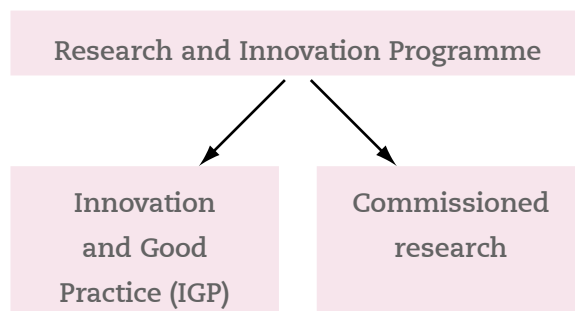 Research and Innovation Programme
Innovation
and Good
Practice (IGP)
Commissioned
research